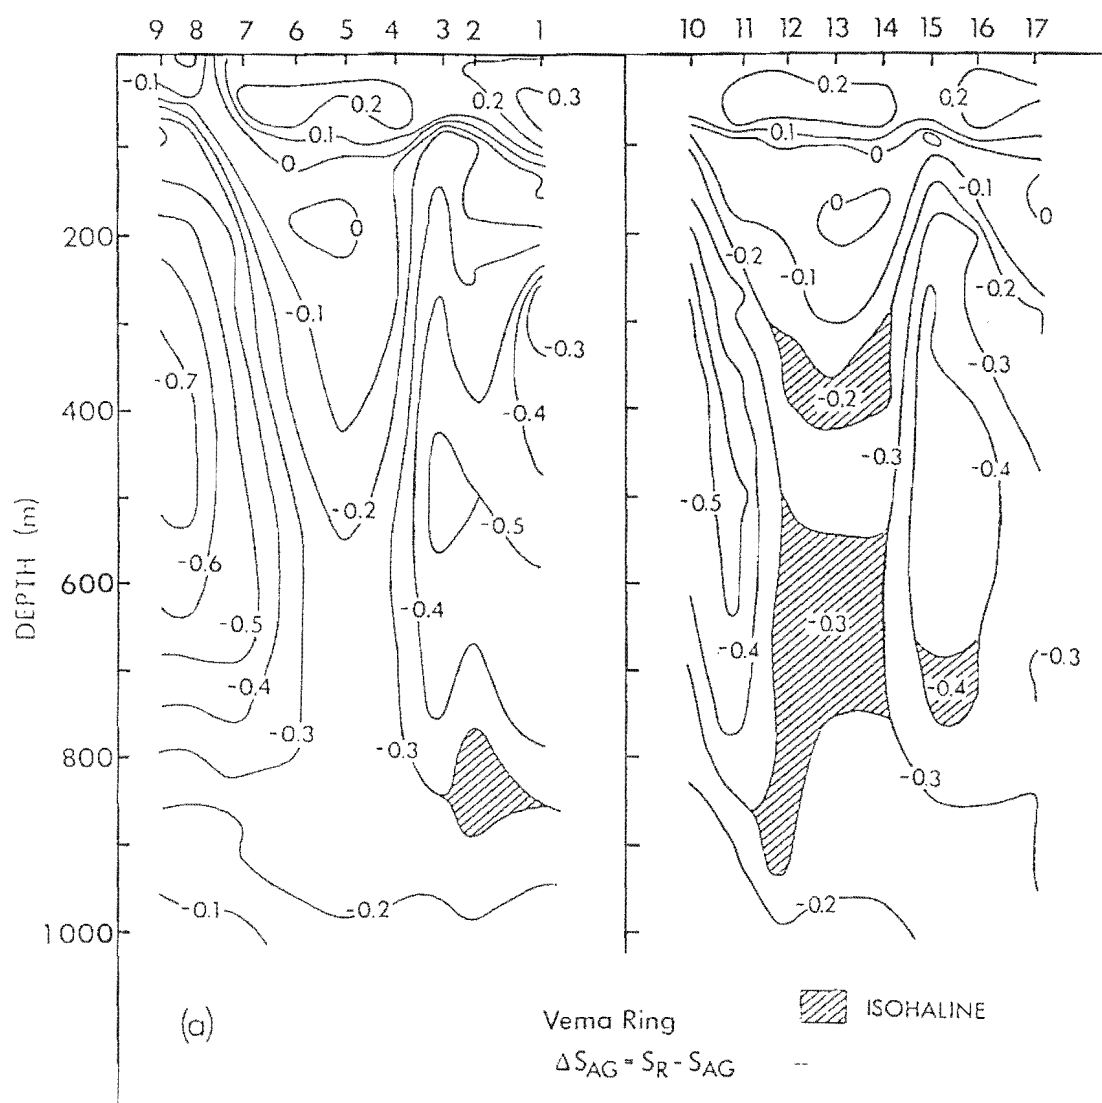 9 8 7 6 5 4 3 2 1 10 11 12 13 14 15 16 17
-0.1 0.2 0.2 0.3 0.2 0.2
0.1 0.1
0 0
-0.1
0 0 0
200
-0.2 -0.1 -0.2
-0.1
-0.3 -0.3
-0.7
-0.2
400 -0.4
-0.3 -0.4
-0.2 -0.5 -0.5
DEPTH (m)
-0.6
600
-0.5 -0.4 -0.3
-0.4 -0.3
-0.4 -0.4
-0.3 -0.3
800 -0.3
-0.1 -0.2 -0.2
1000
(a) Vema Ring ISOHALINE
ΔS_AG = S_R - S_AG --